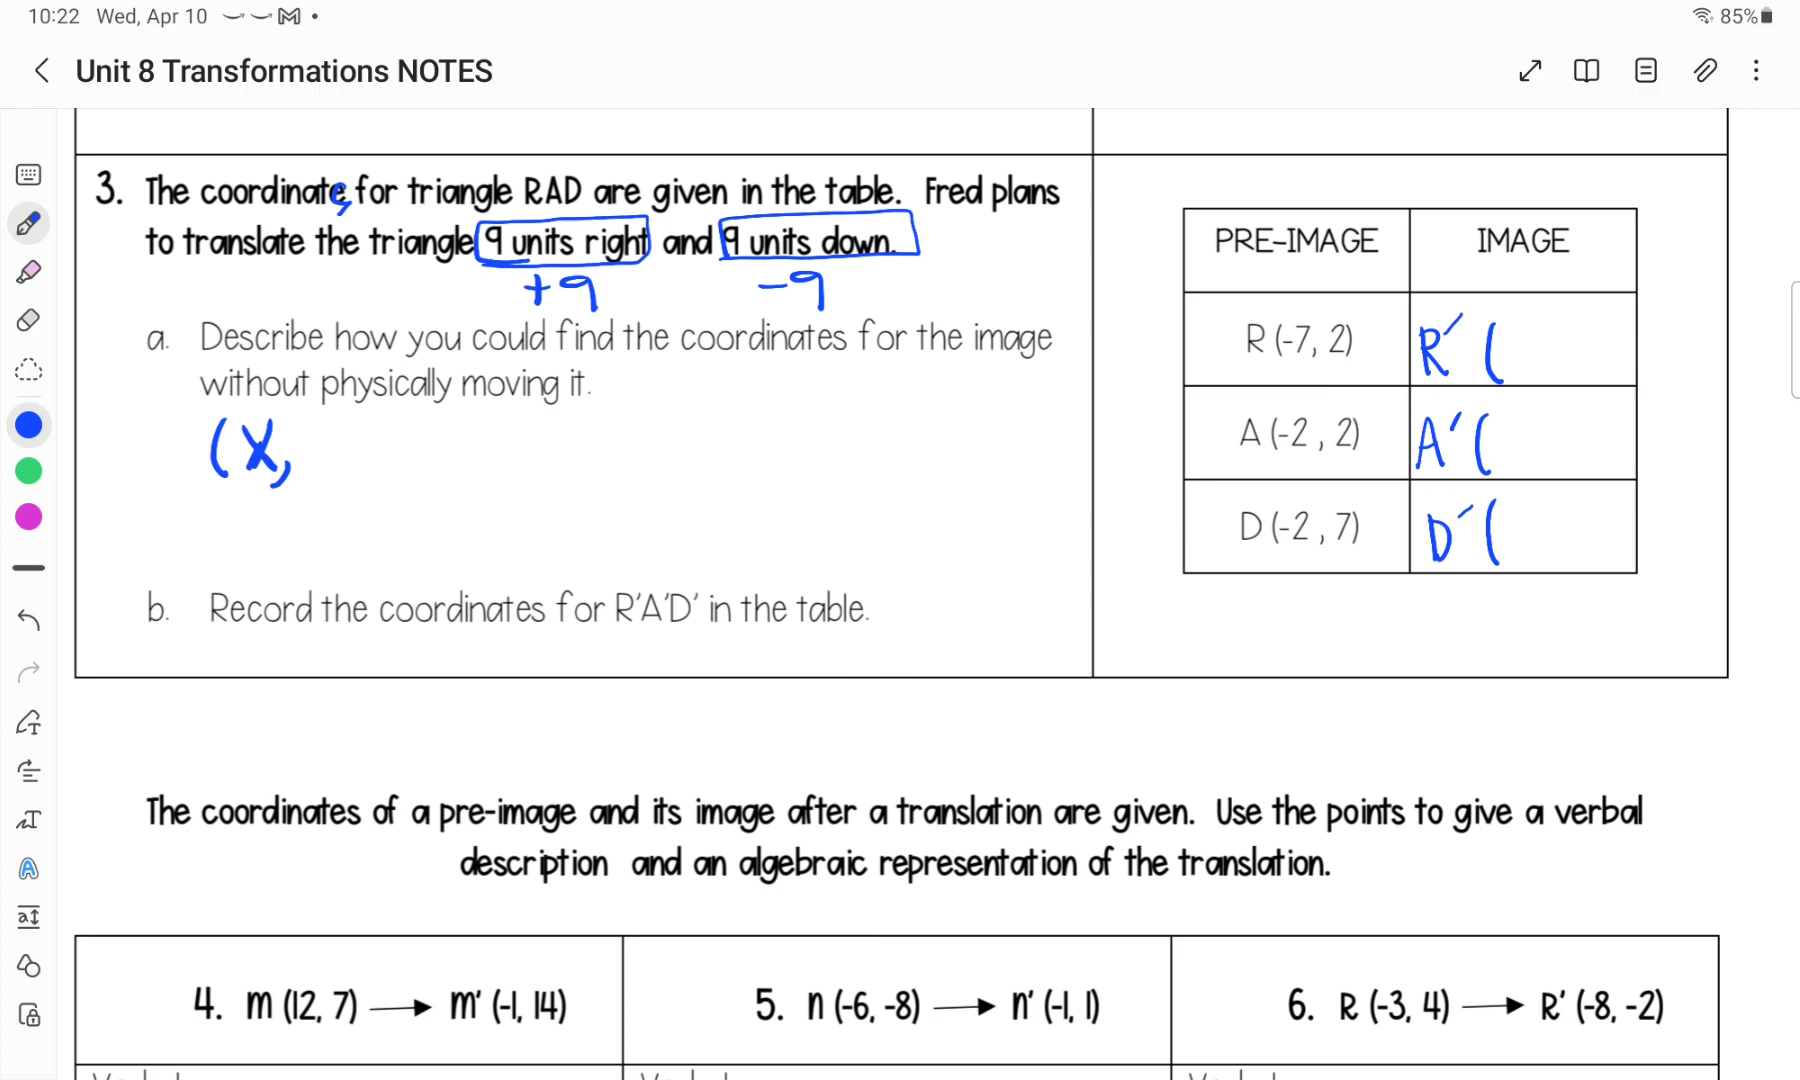 10:22 Wed, Apr 10
85%
Unit 8 Transformations NOTES
3. The coordinates for triangle RAD are given in the table. Fred plans
to translate the triangle 9 units right and 9 units down.
+9 -9
a. Describe how you could find the coordinates for the image
without physically moving it.
(x,
b. Record the coordinates for R'A'D' in the table.
PRE-IMAGE IMAGE
R (-7, 2) R' (
A (-2 , 2) A' (
D (-2 , 7) D' (
The coordinates of a pre-image and its image after a translation are given. Use the points to give a verbal
description and an algebraic representation of the translation.
4. m (12, 7) → m' (-1, 14)
5. n (-6, -8) → n' (-1, 1)
6. R (-3, 4) → R' (-8, -2)